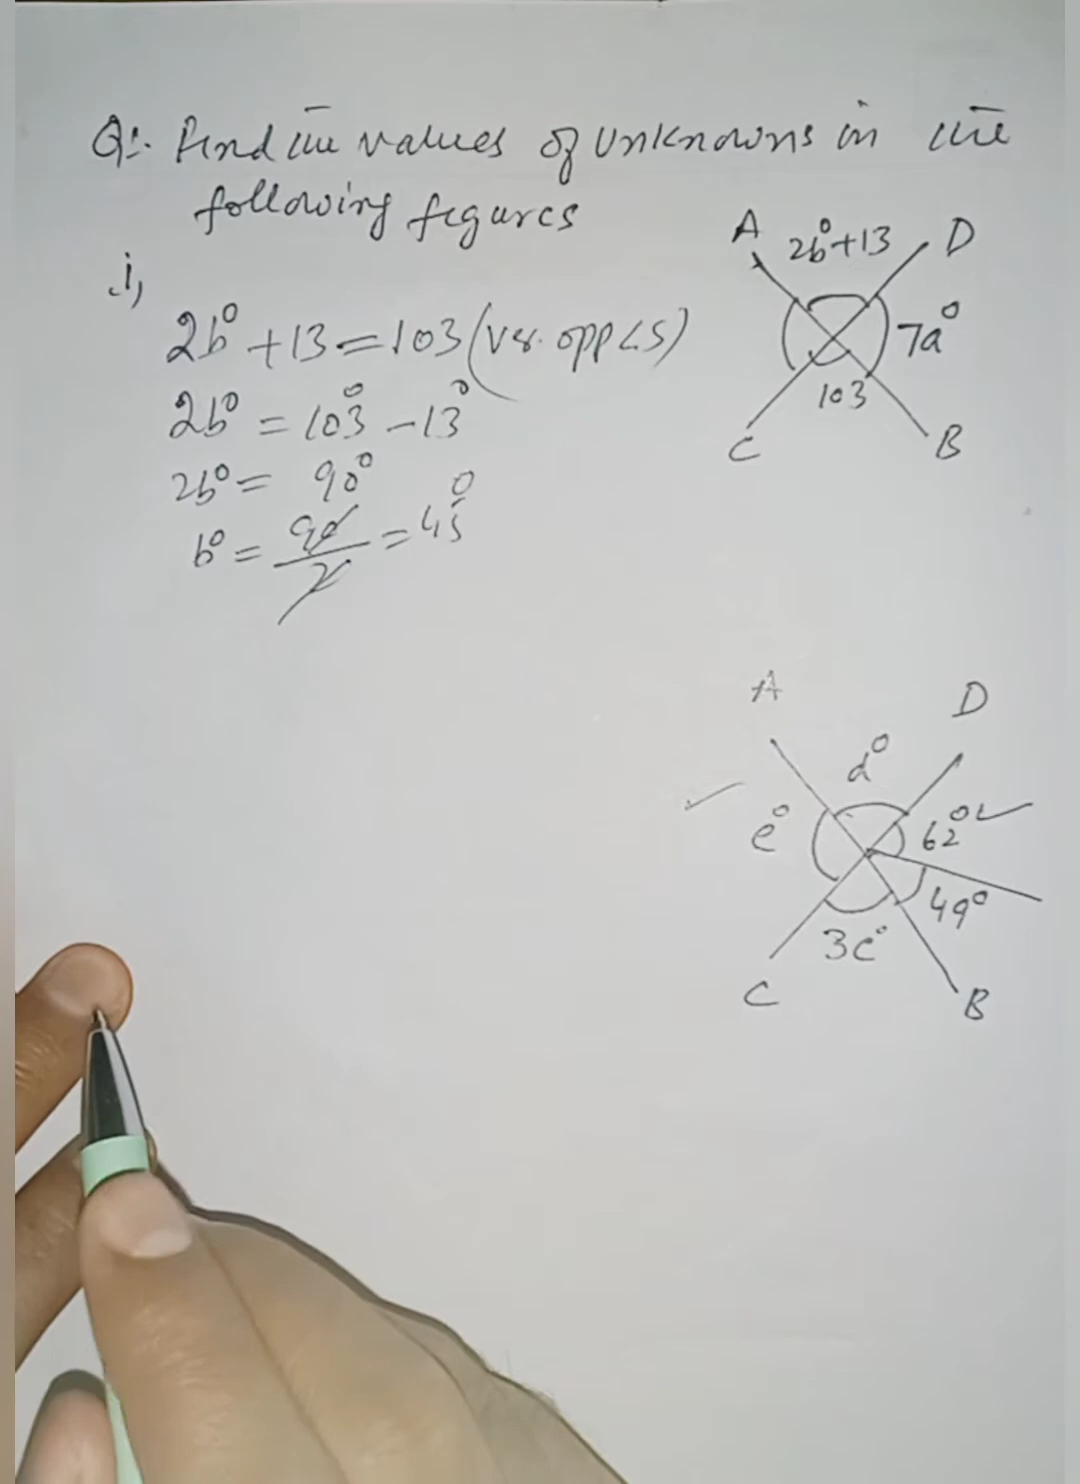 Q:- Find the values of unknowns in the
following figures
i,
2b°+13=103(ver. opp<s)
2b° = 103° -13°
2b° = 90°
b° = 90/2 = 45°
A 2b°+13 D
7a°
103
C B
A D
d°
e° 62°
49°
3c°
C B